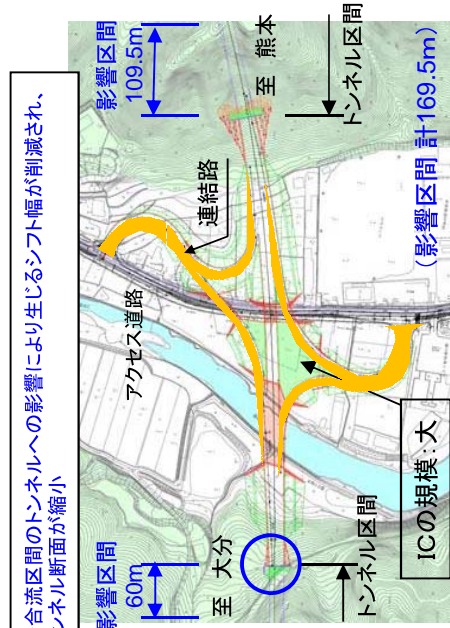 合流区間のトンネルへの影響により生じるシフト幅が削減され、
ンネル断面が縮小
影響区間
60m
至 大分
トンネル区間
アクセス道路
連結路
ICの規模：大
影響区間
109.5m
至 熊本
トンネル区間
（影響区間 計169.5m）